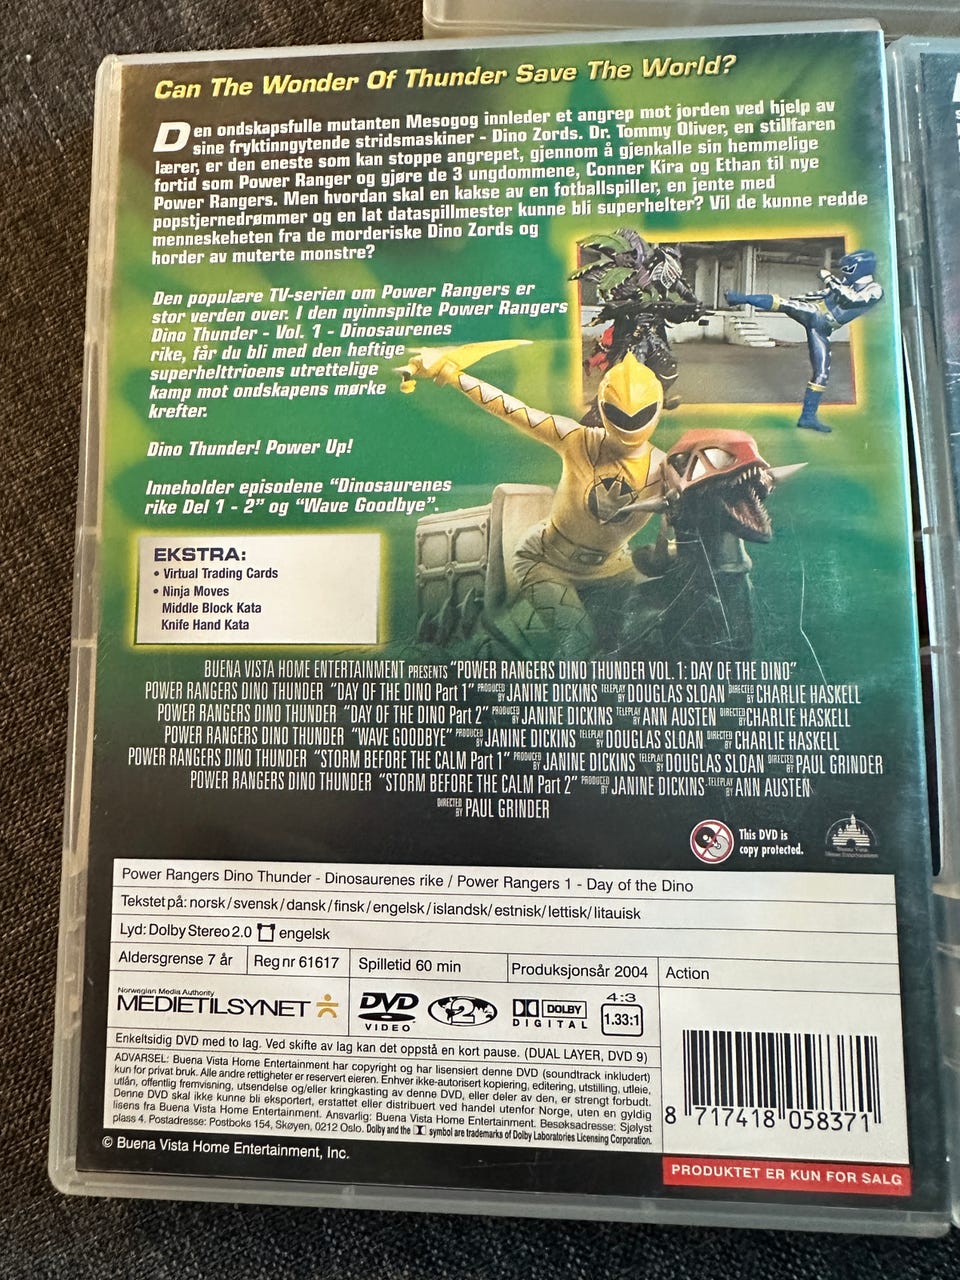 Can The Wonder Of Thunder Save The World?
Den ondskapsfulle mutanten Mesogog innleder et angrep mot jorden ved hjelp av
sine fryktinngytende stridsmaskiner - Dino Zords. Dr. Tommy Oliver, en stillfaren
lærer, er den eneste som kan stoppe angrepet, gjennom å gjenkalle sin hemmelige
fortid som Power Ranger og gjøre de 3 ungdommene, Conner Kira og Ethan til nye
Power Rangers. Men hvordan skal en kakse av en fotballspiller, en jente med
popstjernedrømmer og en lat dataspillmester kunne bli superhelter? Vil de kunne redde
menneskeheten fra de morderiske Dino Zords og
horder av muterte monstre?
Den populære TV-serien om Power Rangers er
stor verden over. I den nyinnspilte Power Rangers
Dino Thunder - Vol. 1 - Dinosaurenes
rike, får du bli med den heftige
superhelttrioens utrettelige
kamp mot ondskapens mørke
krefter.
Dino Thunder! Power Up!
Inneholder episodene “Dinosaurenes
rike Del 1 - 2” og “Wave Goodbye”.
EKSTRA:
• Virtual Trading Cards
• Ninja Moves
Middle Block Kata
Knife Hand Kata
BUENA VISTA HOME ENTERTAINMENT PRESENTS “POWER RANGERS DINO THUNDER VOL. 1: DAY OF THE DINO”
POWER RANGERS DINO THUNDER “DAY OF THE DINO Part 1” PRODUCED BY JANINE DICKINS TELEPLAY BY DOUGLAS SLOAN DIRECTED BY CHARLIE HASKELL
POWER RANGERS DINO THUNDER “DAY OF THE DINO Part 2” PRODUCED BY JANINE DICKINS TELEPLAY BY ANN AUSTEN DIRECTED BY CHARLIE HASKELL
POWER RANGERS DINO THUNDER “WAVE GOODBYE” PRODUCED BY JANINE DICKINS TELEPLAY BY DOUGLAS SLOAN DIRECTED BY CHARLIE HASKELL
POWER RANGERS DINO THUNDER “STORM BEFORE THE CALM Part 1” PRODUCED BY JANINE DICKINS TELEPLAY BY DOUGLAS SLOAN DIRECTED BY PAUL GRINDER
POWER RANGERS DINO THUNDER “STORM BEFORE THE CALM Part 2” PRODUCED BY JANINE DICKINS TELEPLAY BY ANN AUSTEN
DIRECTED BY PAUL GRINDER
This DVD is
copy protected.
Buena Vista
Home Entertainment
Power Rangers Dino Thunder - Dinosaurenes rike / Power Rangers 1 - Day of the Dino
Tekstet på: norsk/svensk/dansk/finsk/engelsk/islandsk/estnisk/lettisk/litauisk
Lyd: Dolby Stereo 2.0 engelsk
Aldersgrense 7 år Reg nr 61617 Spilletid 60 min Produksjonsår 2004 Action
Norwegian Media Authority
MEDIETILSYNET
DVD
VIDEO
2
DOLBY
DIGITAL
4:3
1.33:1
Enkeltsidig DVD med to lag. Ved skifte av lag kan det oppstå en kort pause. (DUAL LAYER, DVD 9)
ADVARSEL: Buena Vista Home Entertainment har copyright og har lisensiert denne DVD (soundtrack inkludert)
kun for privat bruk. Alle andre rettigheter er reservert eieren. Enhver ikke-autorisert kopiering, editering, utstilling, utleie,
utlån, offentlig fremvisning, utsendelse og/eller kringkasting av denne DVD, eller deler av den, er strengt forbudt.
Denne DVD skal ikke kunne bli eksportert, erstattet eller distribuert ved handel utenfor Norge, uten en gyldig
lisens fra Buena Vista Home Entertainment. Ansvarlig: Buena Vista Home Entertainment. Besøksadresse: Sjølyst
plass 4. Postadresse: Postboks 154, Skøyen, 0212 Oslo. Dolby and the symbol are trademarks of Dolby Laboratories Licensing Corporation.
8 717418 058371
© Buena Vista Home Entertainment, Inc.
PRODUKTET ER KUN FOR SALG